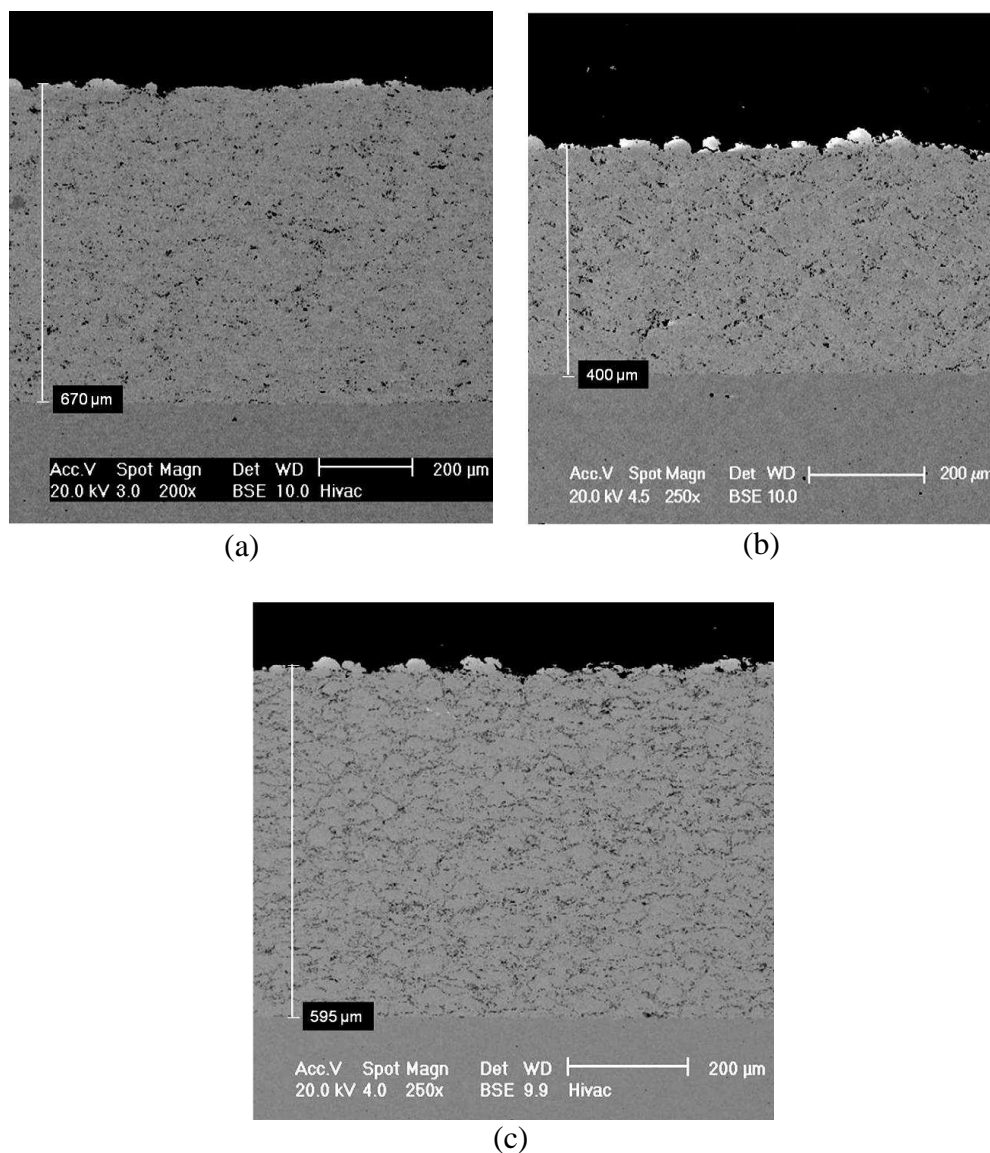 670 µm
Acc.V Spot Magn Det WD 200 µm
20.0 kV 3.0 200x BSE 10.0 Hivac
(a)
400 µm
Acc.V Spot Magn Det WD 200 µm
20.0 kV 4.5 250x BSE 10.0
(b)
595 µm
Acc.V Spot Magn Det WD 200 µm
20.0 kV 4.0 250x BSE 9.9 Hivac
(c)